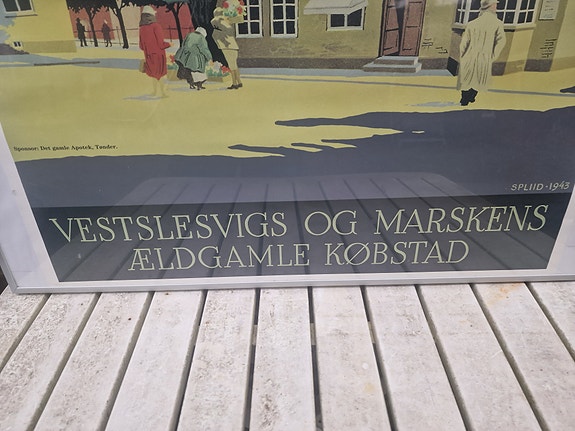 Sponsor: Det gamle Apotek, Tønder.
SPLIID · 1943
VESTSLESVIGS OG MARSKENS
ÆLDGAMLE KØBSTAD